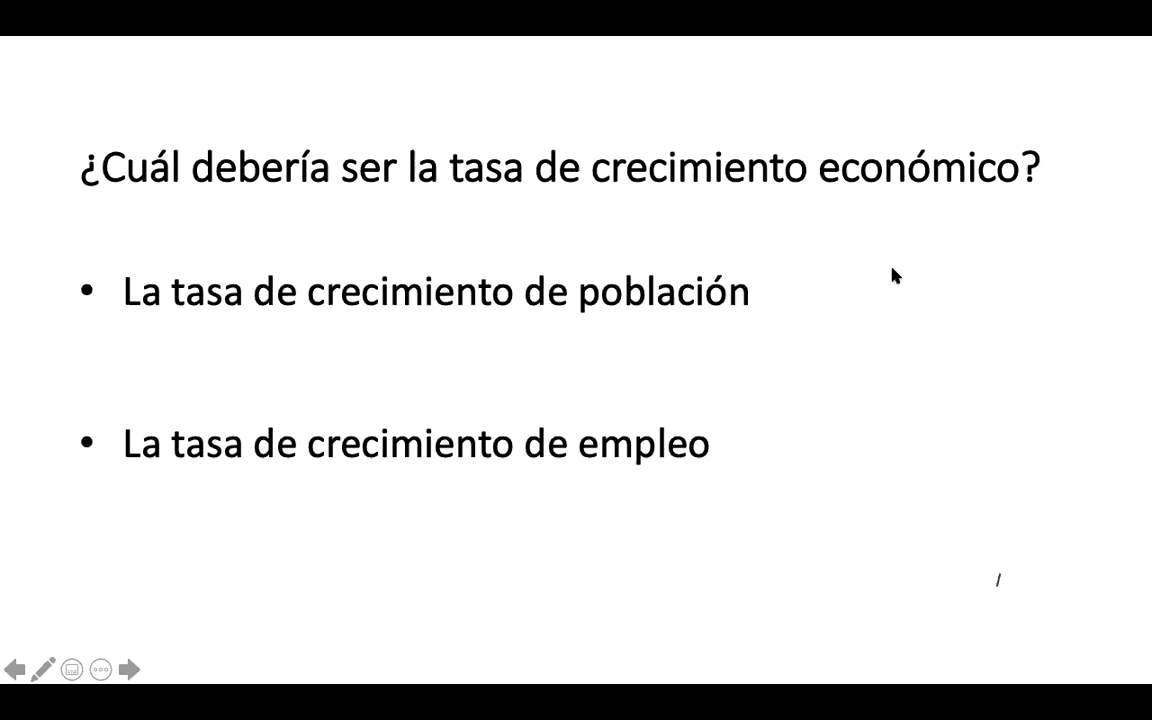 ¿Cuál debería ser la tasa de crecimiento económico?
• La tasa de crecimiento de población
• La tasa de crecimiento de empleo
/